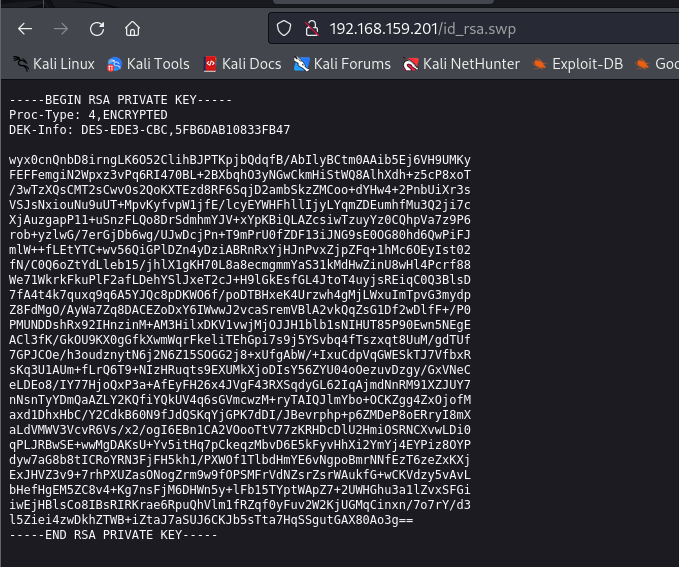 192.168.159.201/id_rsa.swp
Kali Linux Kali Tools Kali Docs Kali Forums Kali NetHunter Exploit-DB Goo
-----BEGIN RSA PRIVATE KEY-----
Proc-Type: 4,ENCRYPTED
DEK-Info: DES-EDE3-CBC,5FB6DAB10833FB47
wyx0cnQnbD8irngLK6O52ClihBJPTKpjbQdqfB/AbIlyBCtm0AAib5Ej6VH9UMKy
FEFFemgiN2Wpxz3vPq6RI470BL+2BXbqhO3yNGwCkmHiStWQ8AlhXdh+z5cP8xoT
/3wTzXQsCMT2sCwvOs2QoKXTEzd8RF6SqjD2ambSkzZMCoo+dYHw4+2PnbUiXr3s
VSJsNxiouNu9uUT+MpvKyfvpW1jfE/lcyEYWHFhllIjyLYqmZDEumhfMu3Q2ji7c
XjAuzgapP11+uSnzFLQo8DrSdmhmYJV+xYpKBiQLAZcsiwTzuyYz0CQhpVa7z9P6
rob+yzlwG/7erGjDb6wg/UJwDcjPn+T9mPrU0fZDF13iJNG9sE0OG80hd6QwPiFJ
mlW++fLEtYTC+wv56QiGPlDZn4yDziABRnRxYjHJnPvxZjpZFq+1hMc6OEyIst02
fN/C0Q6oZtYdLleb15/jhlX1gKH70L8a8ecmgmmYaS31kMdHwZinU8wHl4Pcrf88
We71WkrkFkuPlF2afLDehYSlJxeT2cJ+H9lGkEsfGL4JtoT4uyjsREiqC0Q3BlsD
7fA4t4k7quxq9q6A5YJQc8pDKWO6f/poDTBHxeK4Urzwh4gMjLWxuImTpvG3mydp
Z8FdMgO/AyWa7Zq8DACEZoDxY6IWwwJ2vcaSremVBlA2vkQqZsG1Df2wDlfF+/P0
PMUNDDshRx92IHnzinM+AM3HilxDKV1vwjMjOJJH1blb1sNIHUT85P90Ewn5NEgE
ACl3fK/GkOU9KX0gGfkXwmWqrFkeliTEhGpi7s9j5YSvbq4fTszxqt8UuM/gdTUf
7GPJCOe/h3oudznytN6j2N6Z15SOGG2j8+xUfgAbW/+IxuCdpVqGWESkTJ7VfbxR
sKq3U1AUm+fLrQ6T9+NIzHRuqts9EXUMkXjoDIsY56ZYU04oOezuvDzgy/GxVNeC
eLDEo8/IY77HjoQxP3a+AfEyFH26x4JVgF43RXSqdyGL62IqAjmdNnRM91XZJUY7
nNsnTyYDmQaAZLY2KQfiYQkUV4q6sGVmcwzM+ryTAIQJlmYbo+OCKZgg4ZxOjofM
axd1DhxHbC/Y2CdkB60N9fJdQSKqYjGPK7dDI/JBevrphp+p6ZMDeP8oERryI8mX
aLdVMWV3VcvR6Vs/x2/ogI6EBn1CA2VOooTtV77zKRHDcDlU2HmiOSRNCXvwLDi0
qPLJRBwSE+wwMgDAKsU+Yv5itHq7pCkeqzMbvD6E5kFyvHhXi2YmYj4EYPiz8OYP
dyw7aG8b8tICRoYRN3FjFH5kh1/PXWOf1TlbdHmYE6vNgpoBmrNNfEzT6zeZxKXj
ExJHVZ3v9+7rhPXUZasONogZrm9w9fOPSMFrVdNZsrZsrWAukfG+wCKVdzy5vAvL
bHefHgEM5ZC8v4+Kg7nsFjM6DHWn5y+lFb15TYptWApZ7+2UWHGhu3a1lZvxSFGi
iwEjHBlsCo8IBsRIRKrae6RpuQhVlm1fRZqf0yFuv2W2KjUGMqCinxn/7o7rY/d3
l5Ziei4zwDkhZTWB+iZtaJ7aSUJ6CKJb5sTta7HqSSgutGAX80Ao3g==
-----END RSA PRIVATE KEY-----